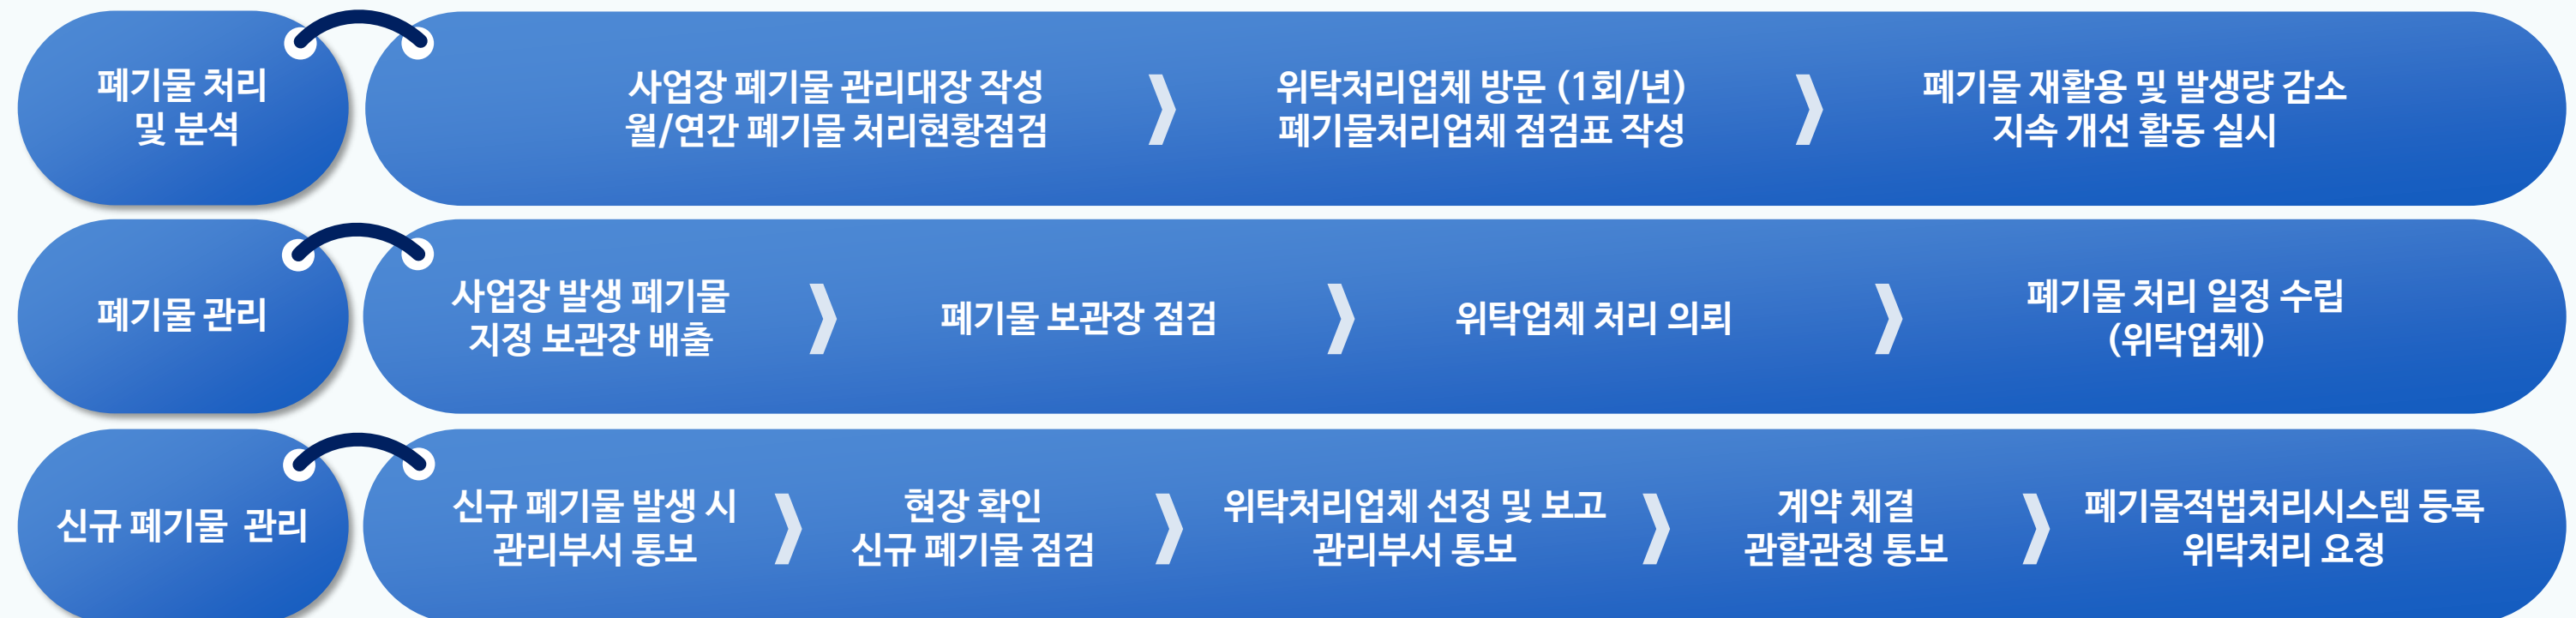 폐기물 처리
및 분석
사업장 폐기물 관리대장 작성
월/연간 폐기물 처리현황점검
위탁처리업체 방문 (1회/년)
폐기물처리업체 점검표 작성
폐기물 재활용 및 발생량 감소
지속 개선 활동 실시
폐기물 관리
사업장 발생 폐기물
지정 보관장 배출
폐기물 보관장 점검
위탁업체 처리 의뢰
폐기물 처리 일정 수립
(위탁업체)
신규 폐기물 관리
신규 폐기물 발생 시
관리부서 통보
현장 확인
신규 폐기물 점검
위탁처리업체 선정 및 보고
관리부서 통보
계약 체결
관할관청 통보
폐기물적법처리시스템 등록
위탁처리 요청